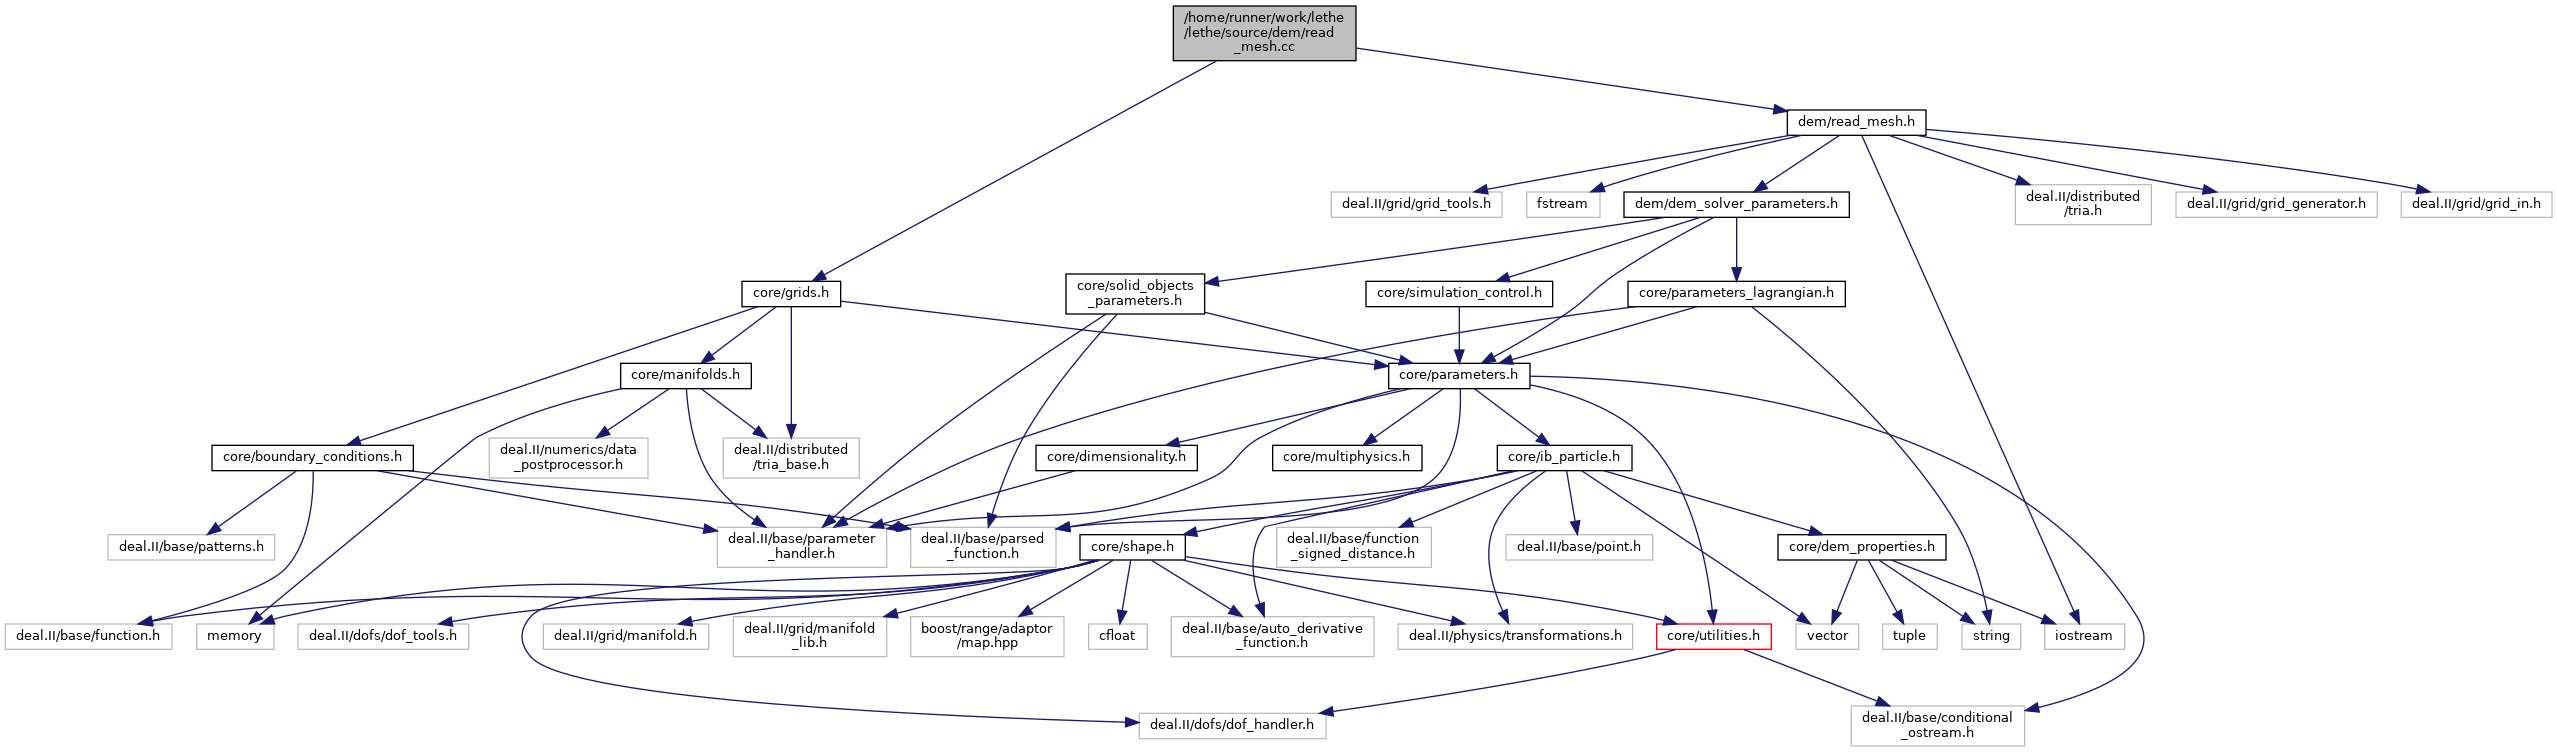 /home/runner/work/lethe
/lethe/source/dem/read
_mesh.cc
dem/read_mesh.h
deal.II/grid/grid_tools.h
fstream
dem/dem_solver_parameters.h
deal.II/distributed
/tria.h
deal.II/grid/grid_generator.h
deal.II/grid/grid_in.h
core/grids.h
core/solid_objects
_parameters.h
core/simulation_control.h
core/parameters_lagrangian.h
core/manifolds.h
core/parameters.h
core/boundary_conditions.h
deal.II/numerics/data
_postprocessor.h
deal.II/distributed
/tria_base.h
core/dimensionality.h
core/multiphysics.h
core/ib_particle.h
deal.II/base/patterns.h
deal.II/base/parameter
_handler.h
deal.II/base/parsed
_function.h
core/shape.h
deal.II/base/function
_signed_distance.h
deal.II/base/point.h
core/dem_properties.h
deal.II/base/function.h
memory
deal.II/dofs/dof_tools.h
deal.II/grid/manifold.h
deal.II/grid/manifold
_lib.h
boost/range/adaptor
/map.hpp
cfloat
deal.II/base/auto_derivative
_function.h
deal.II/physics/transformations.h
core/utilities.h
vector
tuple
string
iostream
deal.II/dofs/dof_handler.h
deal.II/base/conditional
_ostream.h